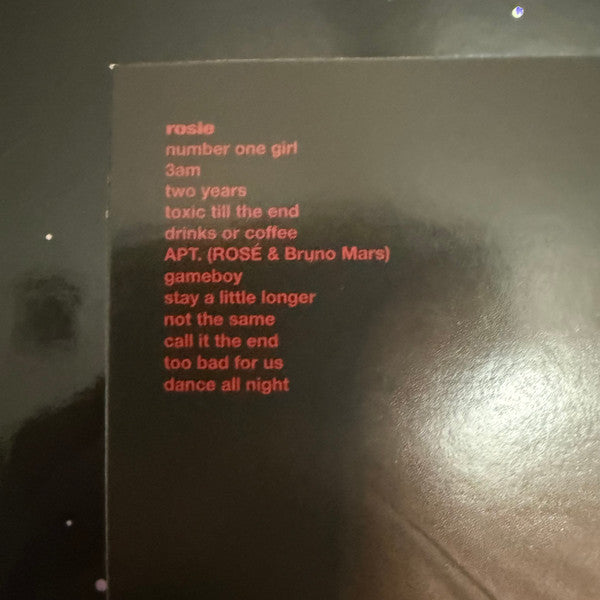 rosie
number one girl
3am
two years
toxic till the end
drinks or coffee
APT. (ROSÉ & Bruno Mars)
gameboy
stay a little longer
not the same
call it the end
too bad for us
dance all night